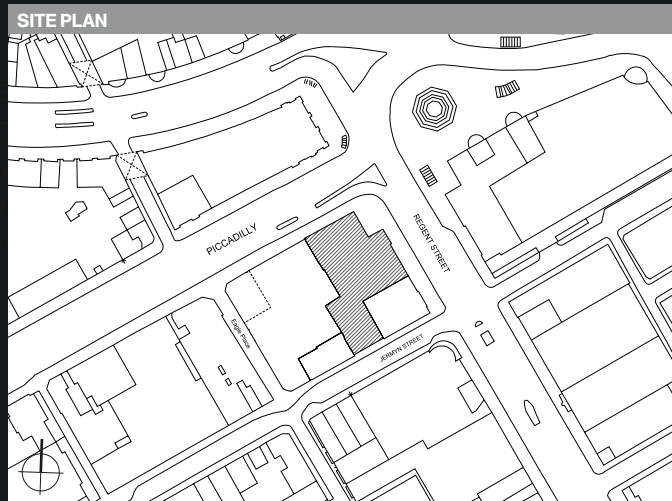 SITE PLAN
PICCADILLY
REGENT STREET
Eagle Place
JERMYN STREET